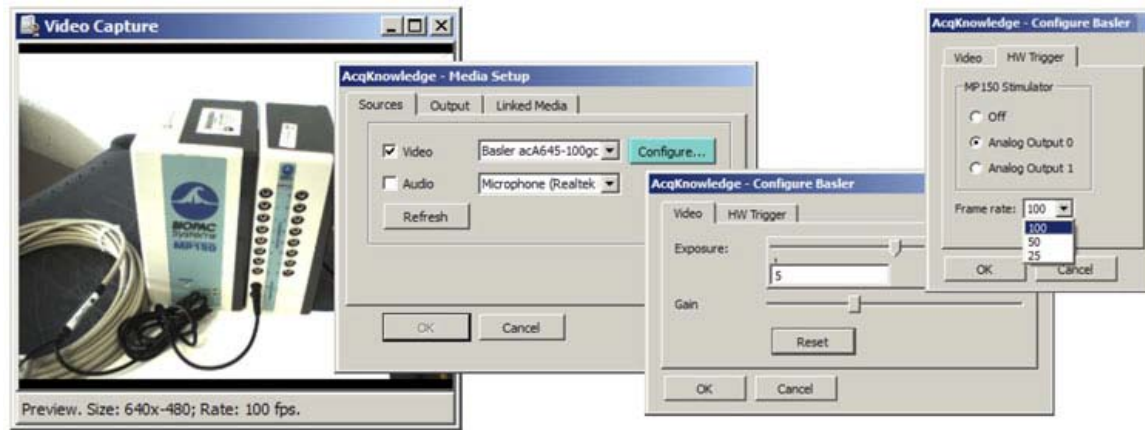 Video Capture
BIOPAC
Systems
MP150
Preview. Size: 640x-480; Rate: 100 fps.
AcqKnowledge - Media Setup
Sources
Output
Linked Media
Video
Basler acA645-100gc
Configure...
Audio
Microphone (Realtek
Refresh
OK
Cancel
AcqKnowledge - Configure Basler
Video
HW Trigger
Exposure:
5
Gain
Reset
OK
Cancel
AcqKnowledge - Configure Basler
Video
HW Trigger
MP150 Stimulator
Off
Analog Output 0
Analog Output 1
Frame rate: 100
100
50
25
OK
Cancel